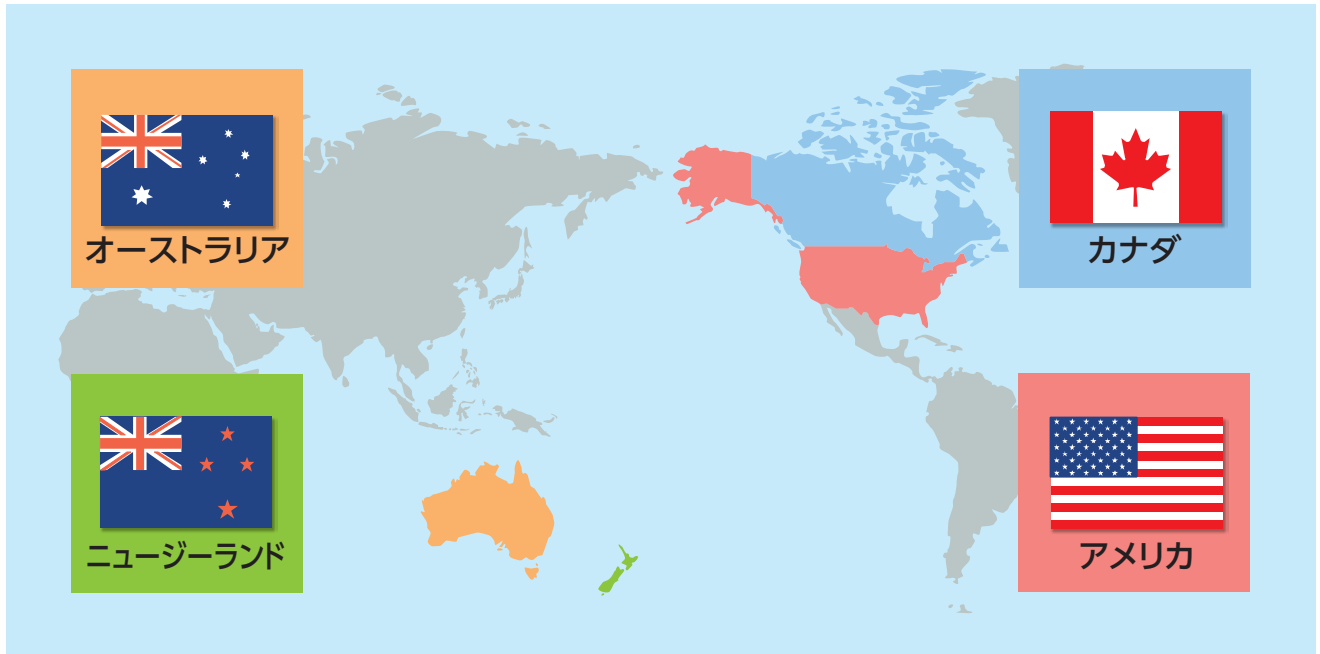 オーストラリア
カナダ
ニュージーランド
アメリカ